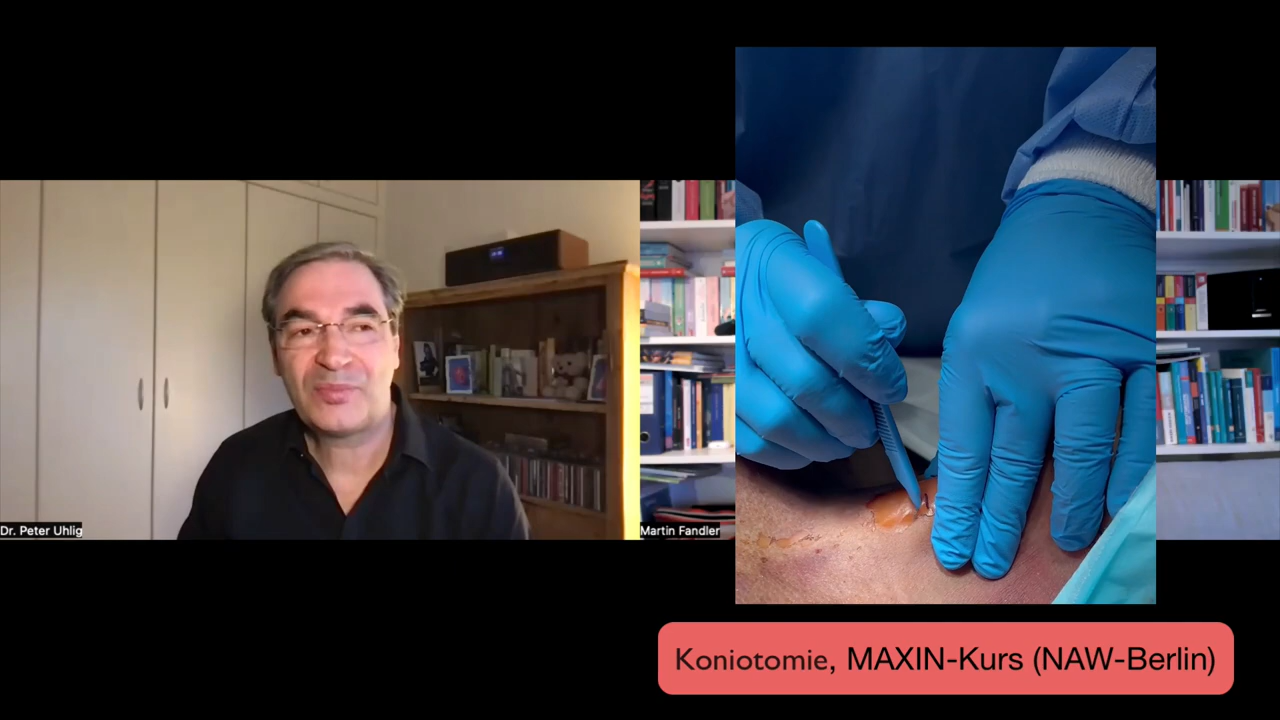 Dr. Peter Uhlig
Martin Fandler
Koniotomie, MAXIN-Kurs (NAW-Berlin)